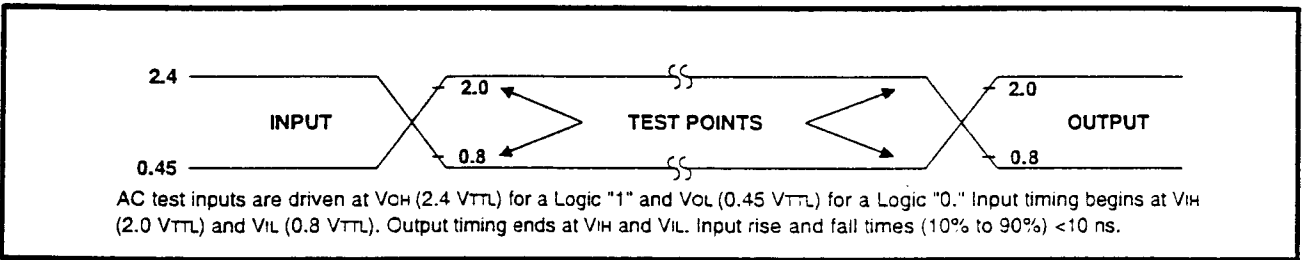 2.4
2.0
2.0
INPUT
TEST POINTS
OUTPUT
0.8
0.8
0.45
AC test inputs are driven at VOH (2.4 VTTL) for a Logic "1" and VOL (0.45 VTTL) for a Logic "0." Input timing begins at VIH
(2.0 VTTL) and VIL (0.8 VTTL). Output timing ends at VIH and VIL. Input rise and fall times (10% to 90%) <10 ns.